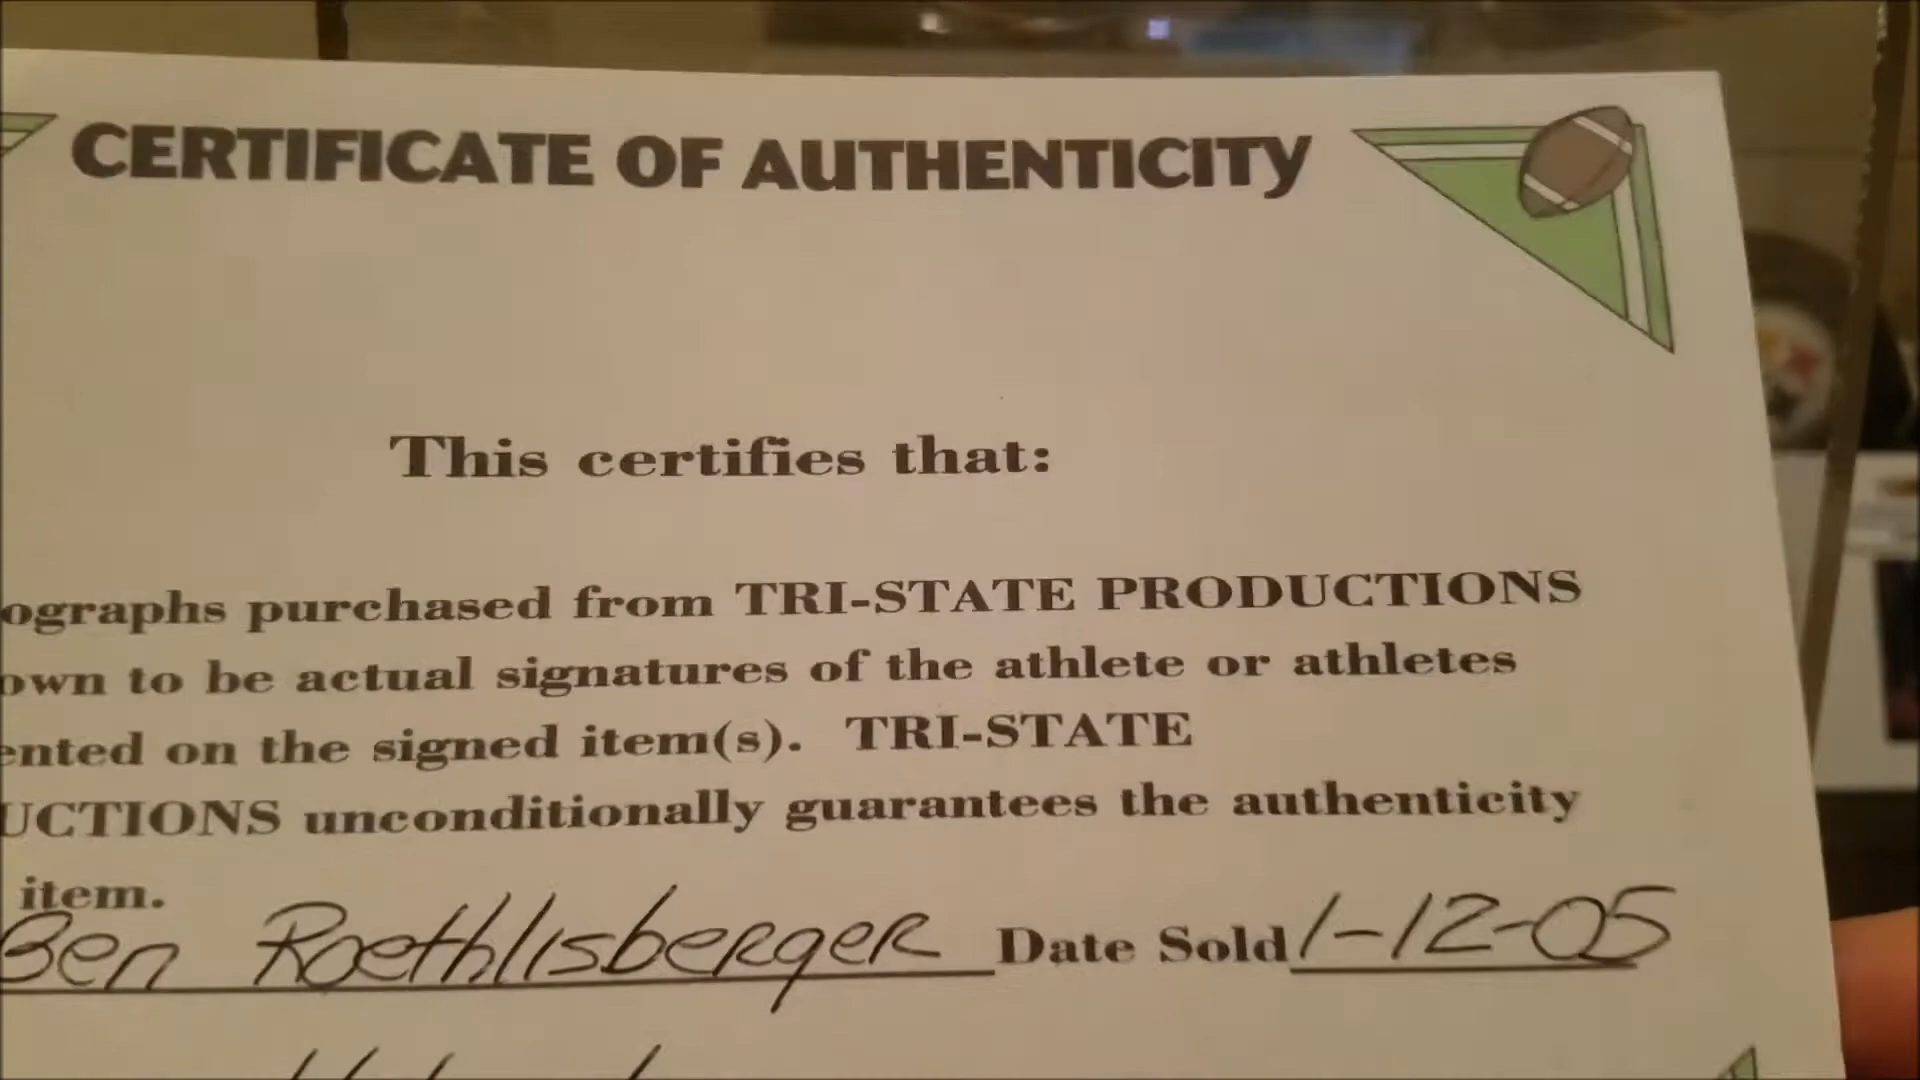 CERTIFICATE OF AUTHENTICITY
This certifies that:
ographs purchased from TRI-STATE PRODUCTIONS
own to be actual signatures of the athlete or athletes
ented on the signed item(s). TRI-STATE
UCTIONS unconditionally guarantees the authenticity
item.
Ben Roethlisberger Date Sold 1-12-05